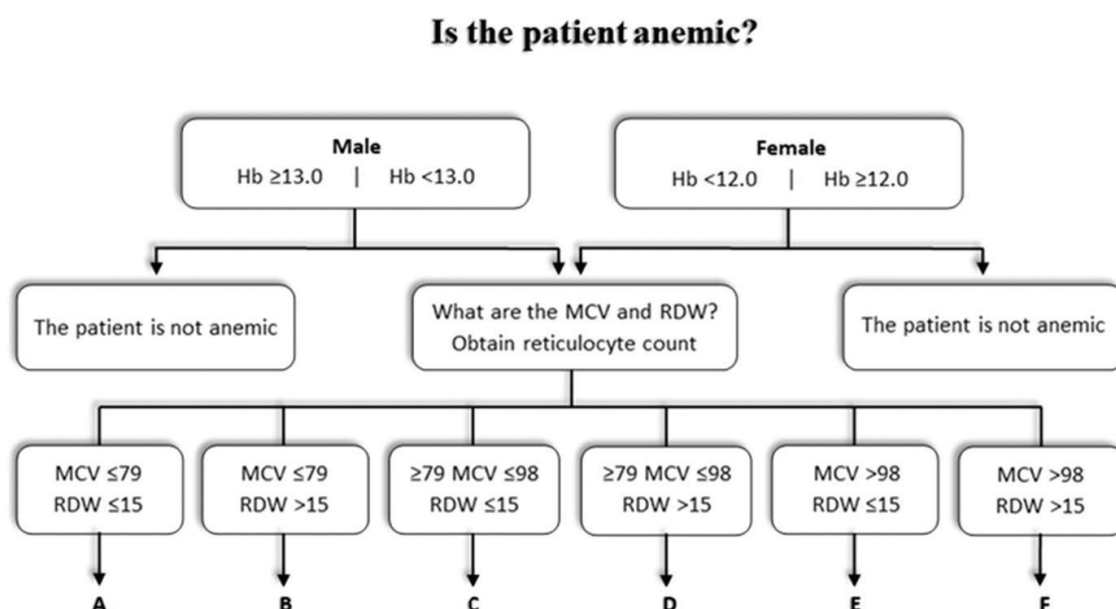 Is the patient anemic?
Male
Hb ≥13.0 | Hb <13.0
Female
Hb <12.0 | Hb ≥12.0
The patient is not anemic
What are the MCV and RDW?
Obtain reticulocyte count
The patient is not anemic
MCV ≤79
RDW ≤15
MCV ≤79
RDW >15
≥79 MCV ≤98
RDW ≤15
≥79 MCV ≤98
RDW >15
MCV >98
RDW ≤15
MCV >98
RDW >15
A
B
C
D
E
F